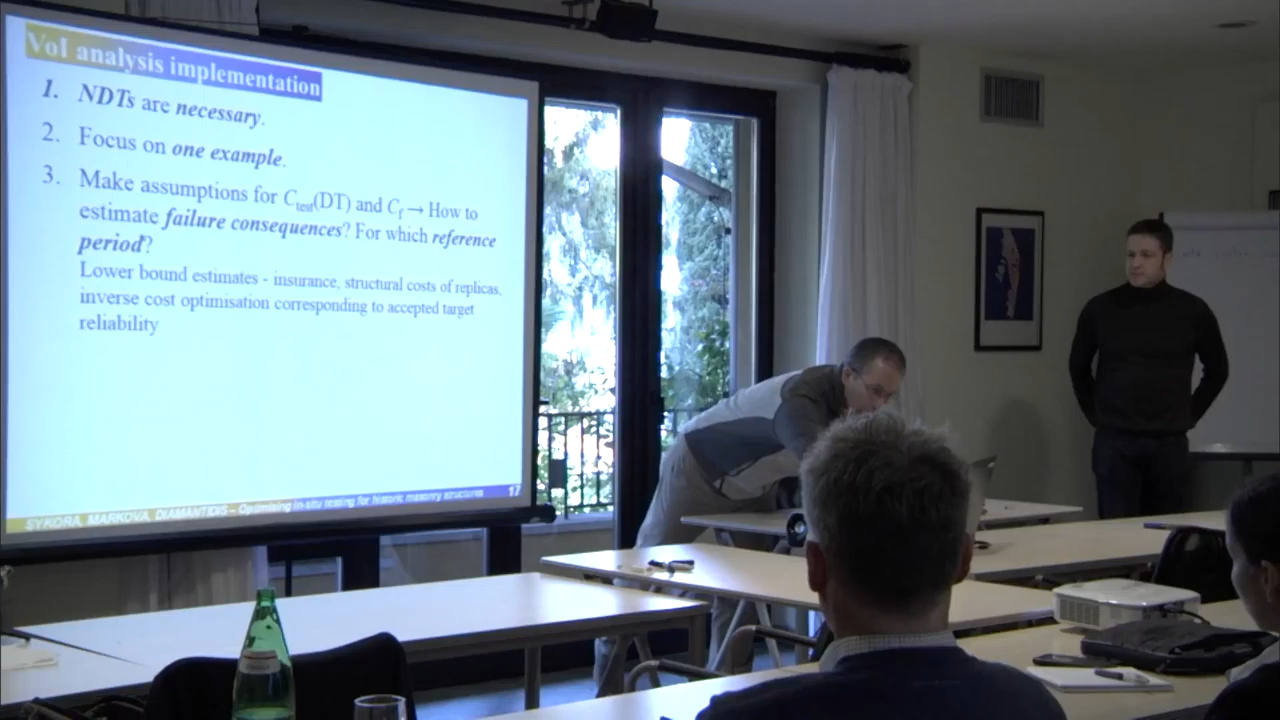 VoI analysis implementation
1. NDTs are necessary.
2. Focus on one example.
3. Make assumptions for Ctest(DT) and Cf → How to
estimate failure consequences? For which reference
period?
Lower bound estimates - insurance, structural costs of replicas,
inverse cost optimisation corresponding to accepted target
reliability
SYKORA, MARKOVA, DIAMANTIDIS – Optimising in-situ testing for historic masonry structures 17